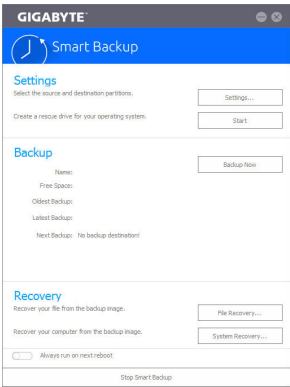 GIGABYTE™
Smart Backup
Settings
Select the source and destination partitions.
Settings...
Create a rescue drive for your operating system.
Start
Backup
Backup Now
Name:
Free Space:
Oldest Backup:
Latest Backup:
Next Backup: No backup destination!
Recovery
Recover your file from the backup image.
File Recovery...
Recover your computer from the backup image.
System Recovery...
Always run on next reboot
Stop Smart Backup